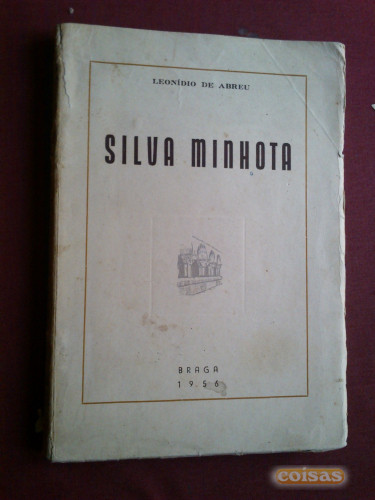 LEONÍDIO DE ABREU
SILVA MINHOTA
BRAGA
1956
coisas